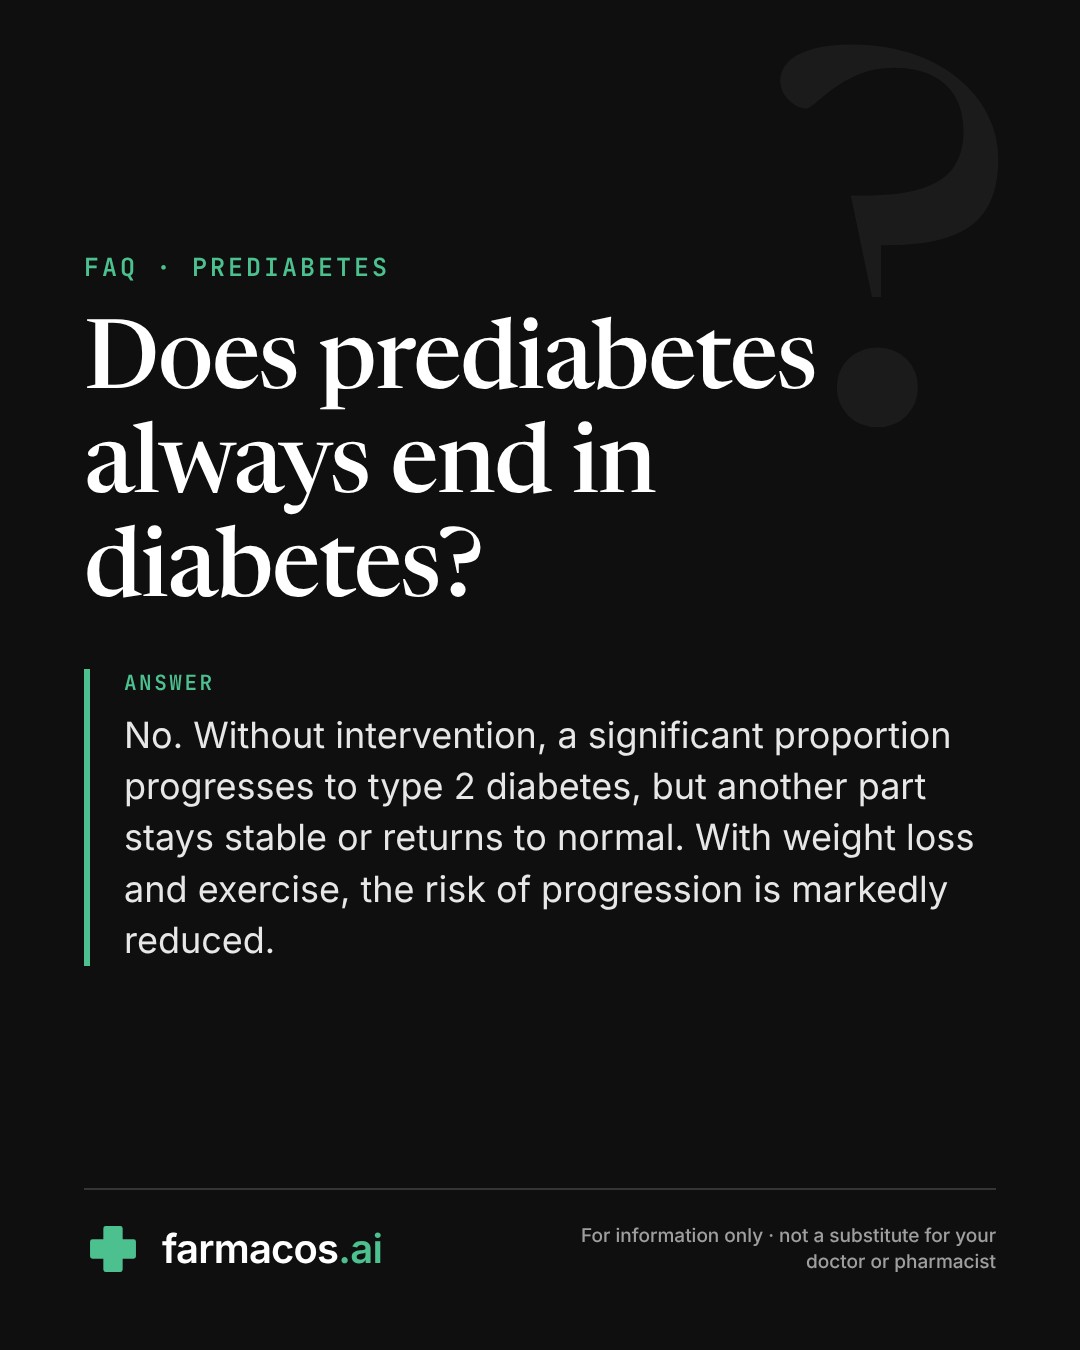 ?
FAQ · PREDIABETES
Does prediabetes
always end in
diabetes?
ANSWER
No. Without intervention, a significant proportion
progresses to type 2 diabetes, but another part
stays stable or returns to normal. With weight loss
and exercise, the risk of progression is markedly
reduced.
farmacos.ai
For information only · not a substitute for your
doctor or pharmacist